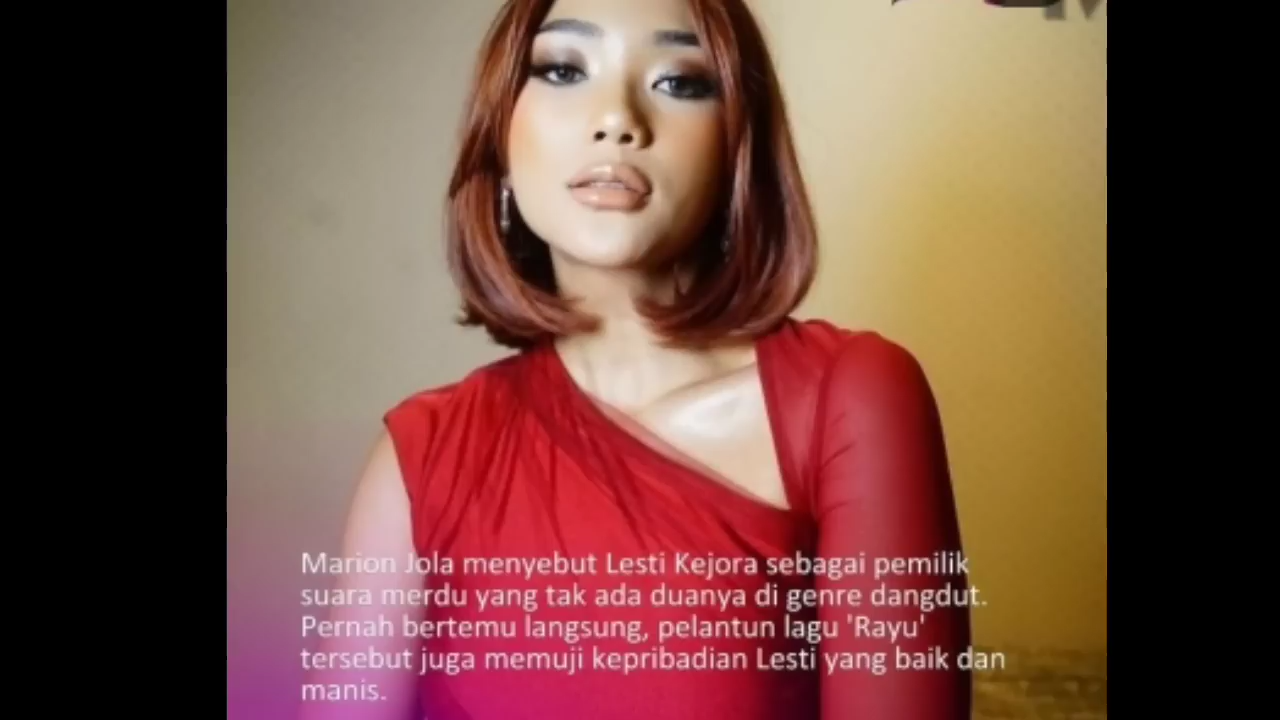 Marion Jola menyebut Lesti Kejora sebagai pemilik
suara merdu yang tak ada duanya di genre dangdut.
Pernah bertemu langsung, pelantun lagu 'Rayu'
tersebut juga memuji kepribadian Lesti yang baik dan
manis.